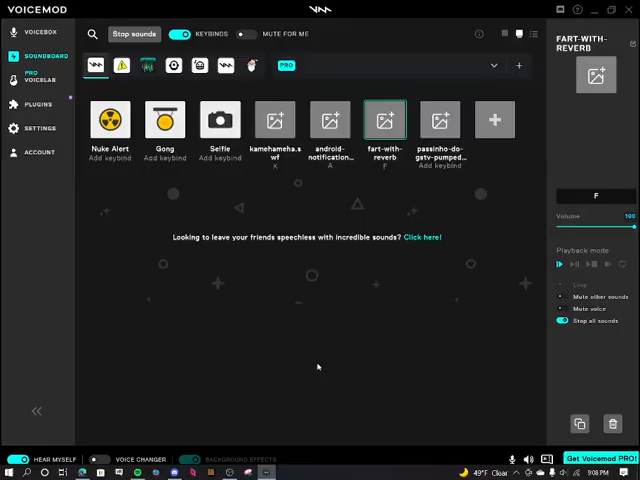 VOICEMOD
VOICEBOX
SOUNDBOARD
PRO
VOICELAB
PLUGINS
SETTINGS
ACCOUNT
Stop sounds
KEYBINDS
MUTE FOR ME
PRO
Nuke Alert
Add keybind
Gong
Add keybind
Selfie
Add keybind
kamehameha.s
wf
K
android-
notification...
A
fart-with-
reverb
F
passinho-do-
gstv-pumped...
Add keybind
Looking to leave your friends speechless with incredible sounds? Click here!
FART-WITH-
REVERB
F
Volume
100
Playback mode
Loop
Mute other sounds
Mute voice
Stop all sounds
HEAR MYSELF
VOICE CHANGER
BACKGROUND EFFECTS
Get Voicemod PRO!
49°F Clear
9:08 PM